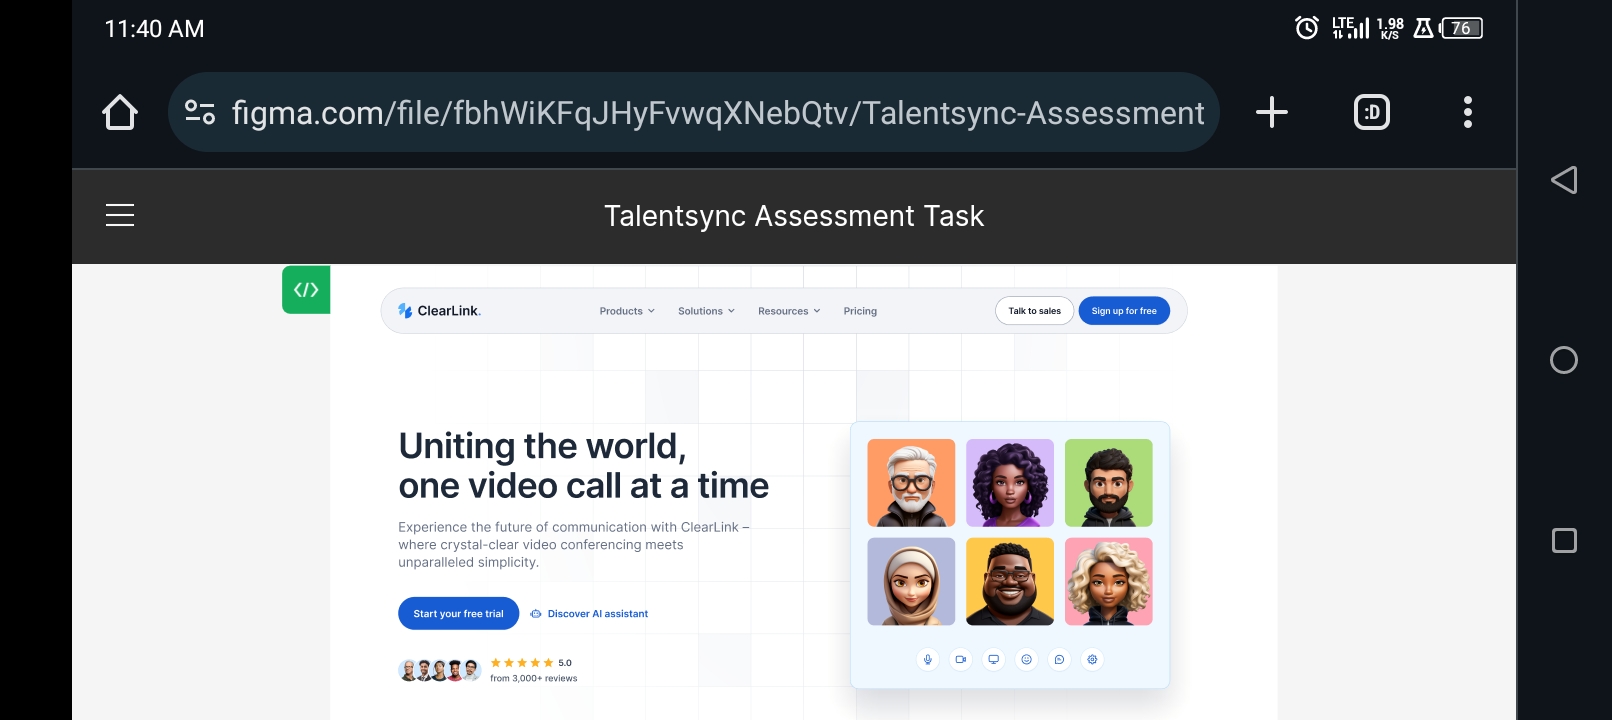 11:40 AM
LTE 1.98 K/S 76
figma.com/file/fbhWiKFqJHyFvwqXNebQtv/Talentsync-Assessment
:D
Talentsync Assessment Task
</>
ClearLink.
Products
Solutions
Resources
Pricing
Talk to sales
Sign up for free
Uniting the world,
one video call at a time
Experience the future of communication with ClearLink –
where crystal-clear video conferencing meets
unparalleled simplicity.
Start your free trial
Discover AI assistant
5.0
from 3,000+ reviews